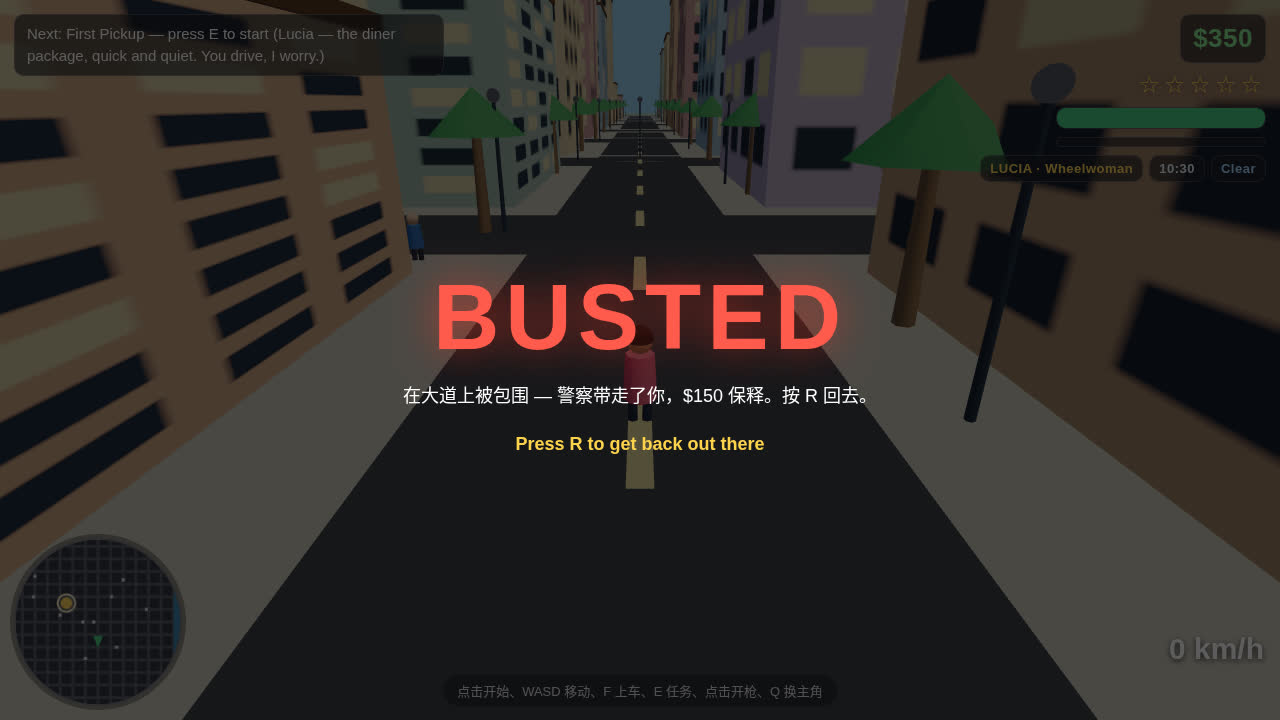 Next: First Pickup — press E to start (Lucia — the diner
package, quick and quiet. You drive, I worry.)
$350
☆☆☆☆☆
LUCIA · Wheelwoman
10:30
Clear
BUSTED
在大道上被包围 — 警察带走了你，$150 保释。按 R 回去。
Press R to get back out there
0 km/h
点击开始、WASD 移动、F 上车、E 任务、点击开枪、Q 换主角